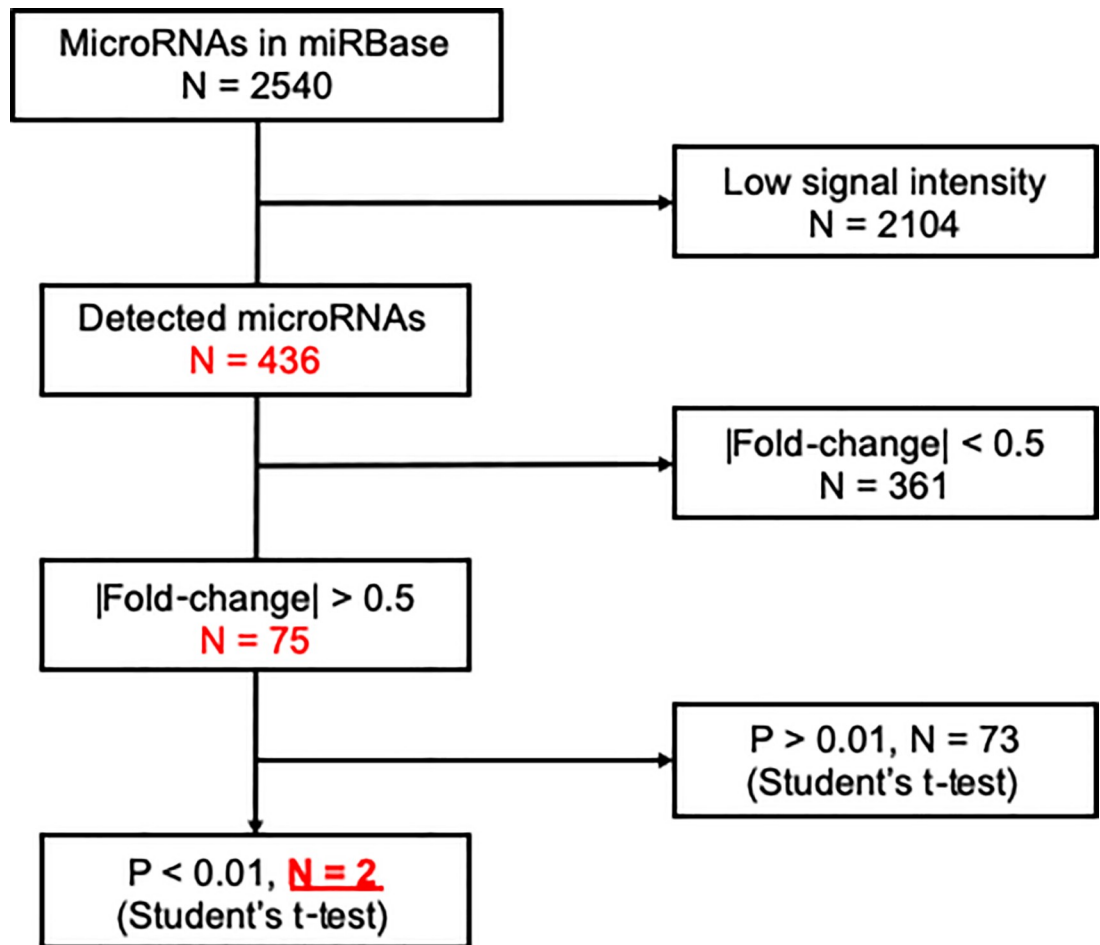 MicroRNAs in miRBase
N = 2540
Low signal intensity
N = 2104
Detected microRNAs
N = 436
|Fold-change| < 0.5
N = 361
|Fold-change| > 0.5
N = 75
P > 0.01, N = 73
(Student's t-test)
P < 0.01, N = 2
(Student's t-test)